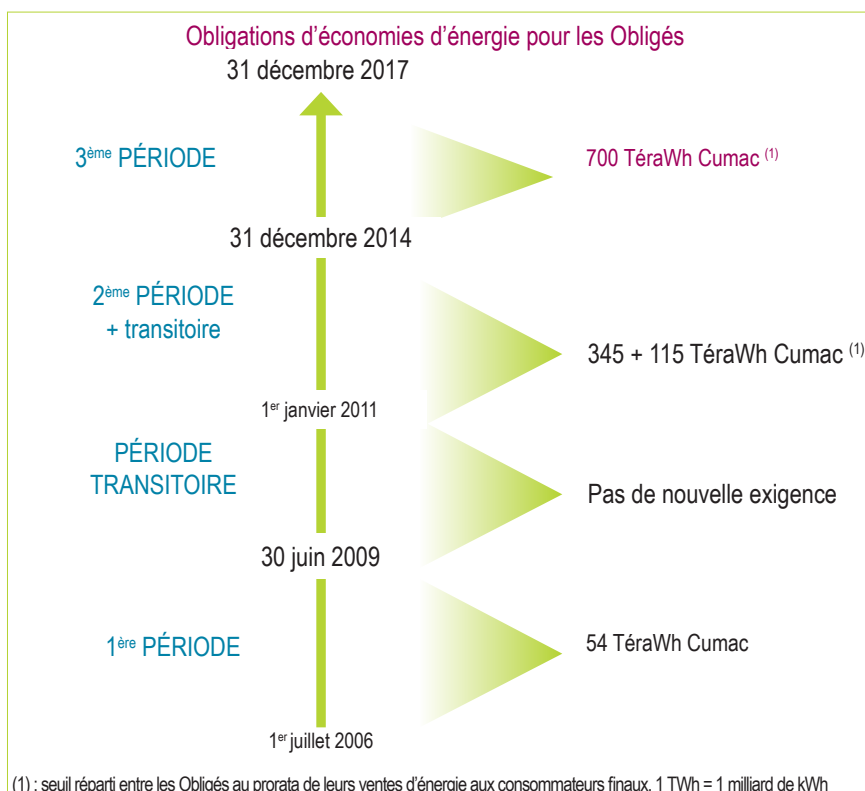 Obligations d’économies d’énergie pour les Obligés
31 décembre 2017
3ème PÉRIODE
700 TéraWh Cumac (1)
31 décembre 2014
2ème PÉRIODE
+ transitoire
345 + 115 TéraWh Cumac (1)
1er janvier 2011
PÉRIODE
TRANSITOIRE
Pas de nouvelle exigence
30 juin 2009
1ère PÉRIODE
54 TéraWh Cumac
1er juillet 2006
(1) : seuil réparti entre les Obligés au prorata de leurs ventes d’énergie aux consommateurs finaux. 1 TWh = 1 milliard de kWh